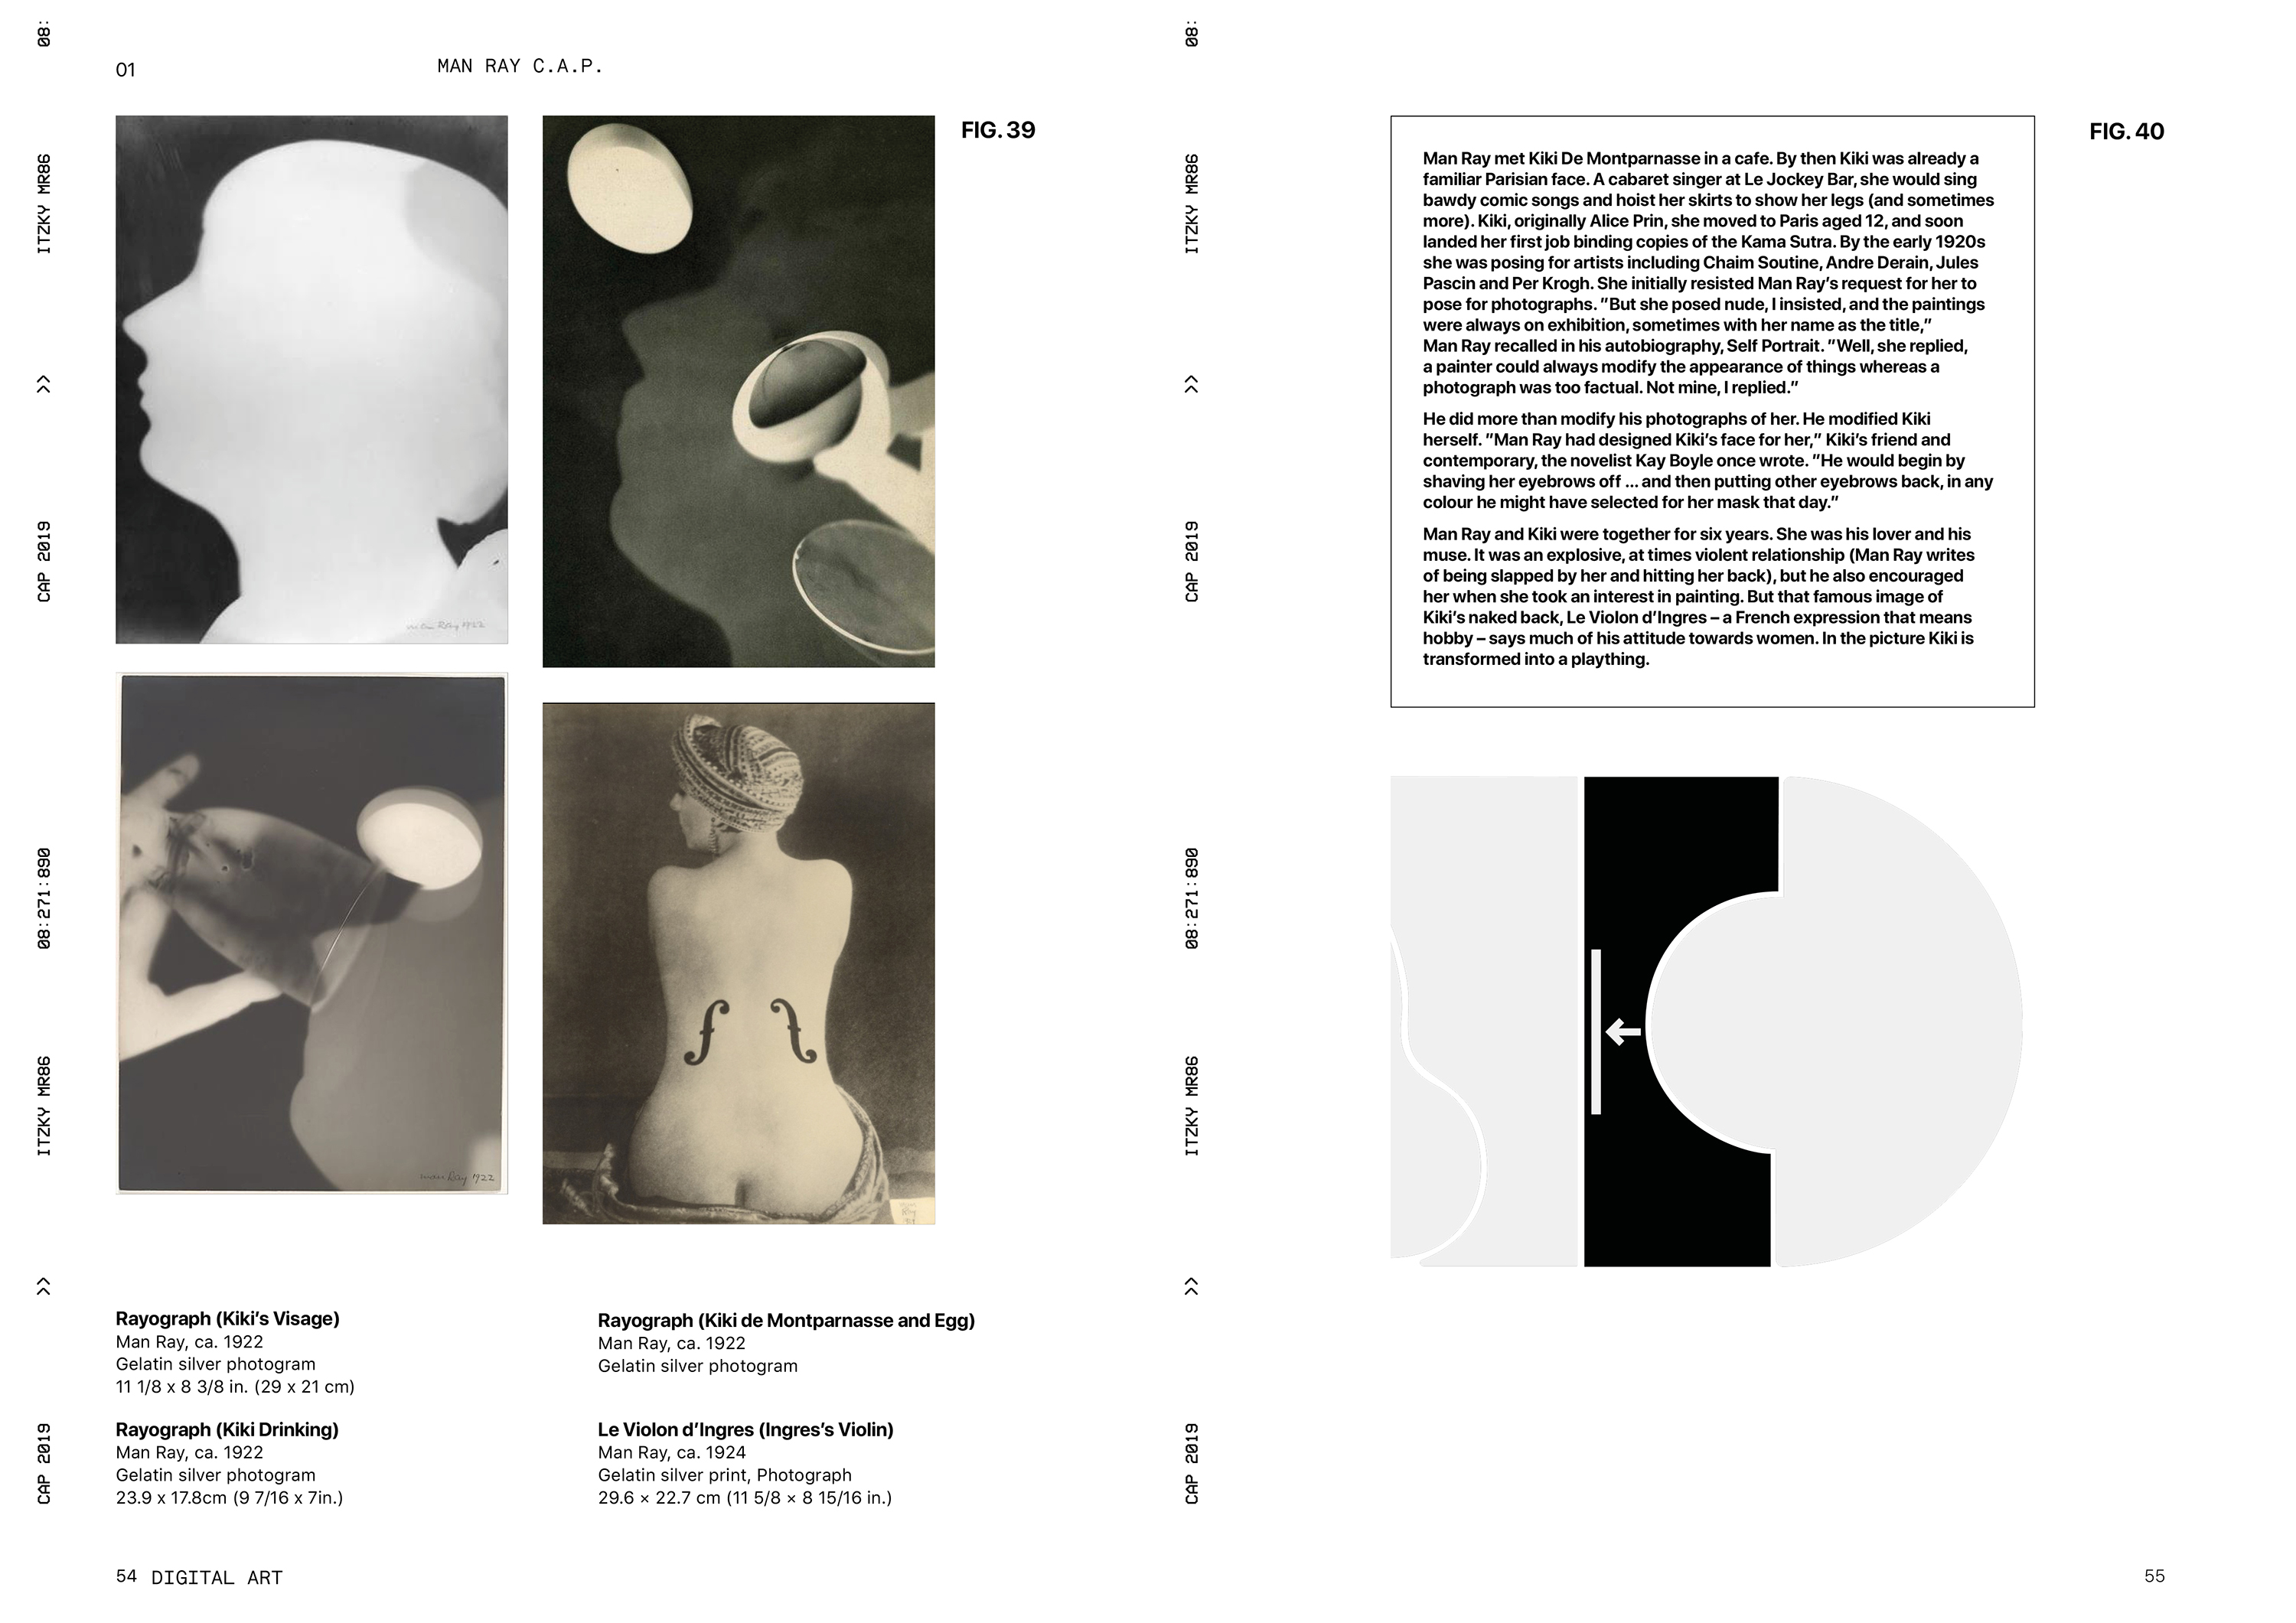 08:
ITZKY MR86
>>
CAP 2019
08:271:890
ITZKY MR86
>>
CAP 2019
01
MAN RAY C.A.P.
FIG. 39
Man Ray 1922
Man Ray 1922
Rayograph (Kiki’s Visage)
Man Ray, ca. 1922
Gelatin silver photogram
11 1/8 x 8 3/8 in. (29 x 21 cm)
Rayograph (Kiki Drinking)
Man Ray, ca. 1922
Gelatin silver photogram
23.9 x 17.8cm (9 7/16 x 7in.)
Rayograph (Kiki de Montparnasse and Egg)
Man Ray, ca. 1922
Gelatin silver photogram
Le Violon d’Ingres (Ingres’s Violin)
Man Ray, ca. 1924
Gelatin silver print, Photograph
29.6 × 22.7 cm (11 5/8 × 8 15/16 in.)
54 DIGITAL ART
08:
ITZKY MR86
>>
CAP 2019
08:271:890
ITZKY MR86
>>
CAP 2019
FIG. 40
Man Ray met Kiki De Montparnasse in a cafe. By then Kiki was already a
familiar Parisian face. A cabaret singer at Le Jockey Bar, she would sing
bawdy comic songs and hoist her skirts to show her legs (and sometimes
more). Kiki, originally Alice Prin, she moved to Paris aged 12, and soon
landed her first job binding copies of the Kama Sutra. By the early 1920s
she was posing for artists including Chaim Soutine, Andre Derain, Jules
Pascin and Per Krogh. She initially resisted Man Ray’s request for her to
pose for photographs. ”But she posed nude, I insisted, and the paintings
were always on exhibition, sometimes with her name as the title,”
Man Ray recalled in his autobiography, Self Portrait. ”Well, she replied,
a painter could always modify the appearance of things whereas a
photograph was too factual. Not mine, I replied.”
He did more than modify his photographs of her. He modified Kiki
herself. ”Man Ray had designed Kiki’s face for her,” Kiki’s friend and
contemporary, the novelist Kay Boyle once wrote. ”He would begin by
shaving her eyebrows off ... and then putting other eyebrows back, in any
colour he might have selected for her mask that day.”
Man Ray and Kiki were together for six years. She was his lover and his
muse. It was an explosive, at times violent relationship (Man Ray writes
of being slapped by her and hitting her back), but he also encouraged
her when she took an interest in painting. But that famous image of
Kiki’s naked back, Le Violon d’Ingres – a French expression that means
hobby – says much of his attitude towards women. In the picture Kiki is
transformed into a plaything.
55